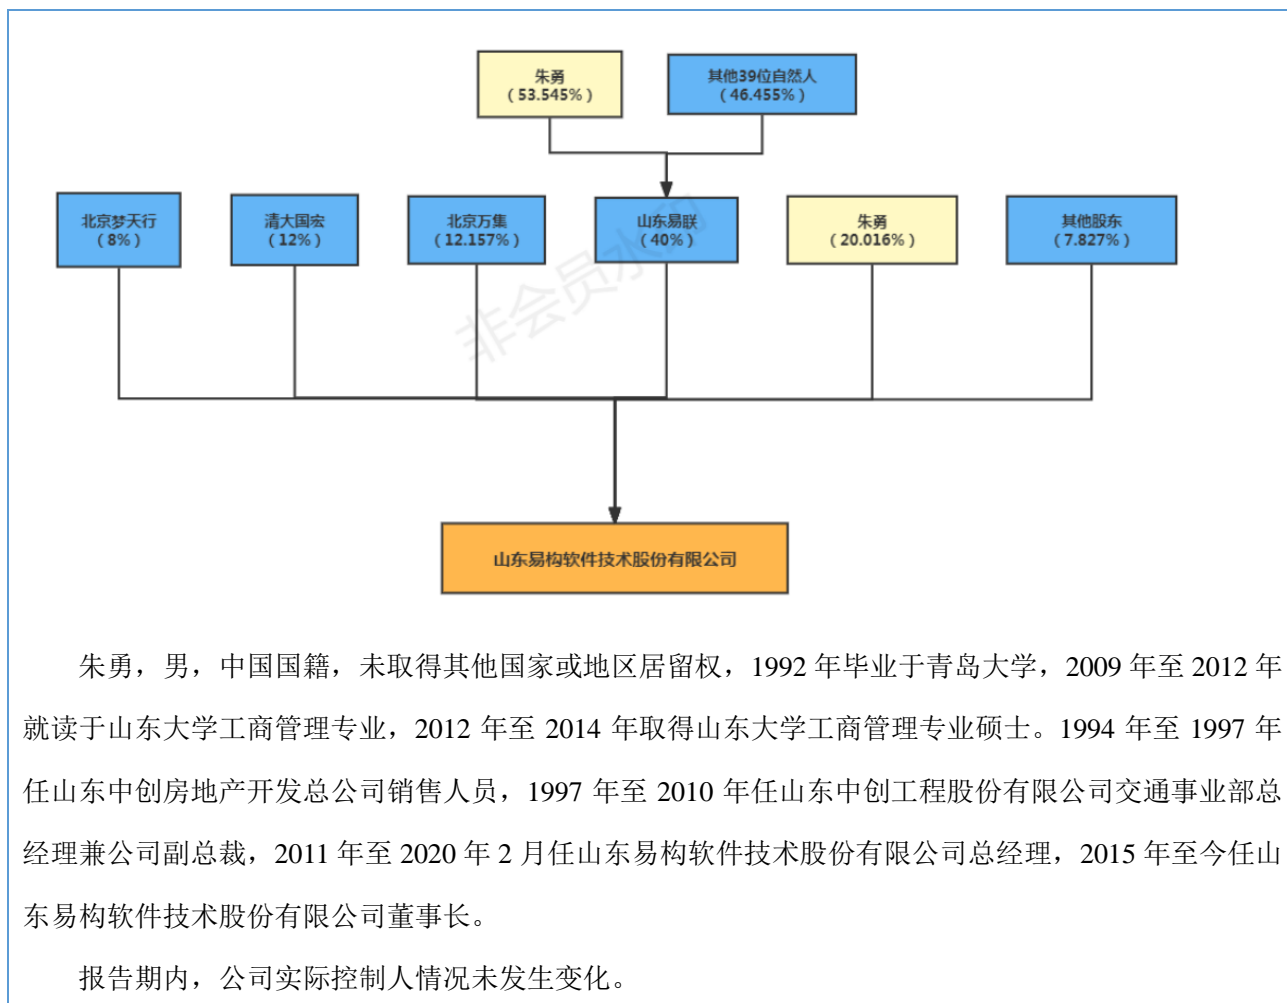 朱勇
（53.545%）
其他39位自然人
（46.455%）
北京梦天行
（8%）
清大国宏
（12%）
北京万集
（12.157%）
山东易联
（40%）
朱勇
（20.016%）
其他股东
（7.827%）
非会员水印
山东易构软件技术股份有限公司
朱勇，男，中国国籍，未取得其他国家或地区居留权，1992 年毕业于青岛大学，2009 年至 2012 年
就读于山东大学工商管理专业，2012 年至 2014 年取得山东大学工商管理专业硕士。1994 年至 1997 年
任山东中创房地产开发总公司销售人员，1997 年至 2010 年任山东中创工程股份有限公司交通事业部总
经理兼公司副总裁，2011 年至 2020 年 2 月任山东易构软件技术股份有限公司总经理，2015 年至今任山
东易构软件技术股份有限公司董事长。
报告期内，公司实际控制人情况未发生变化。